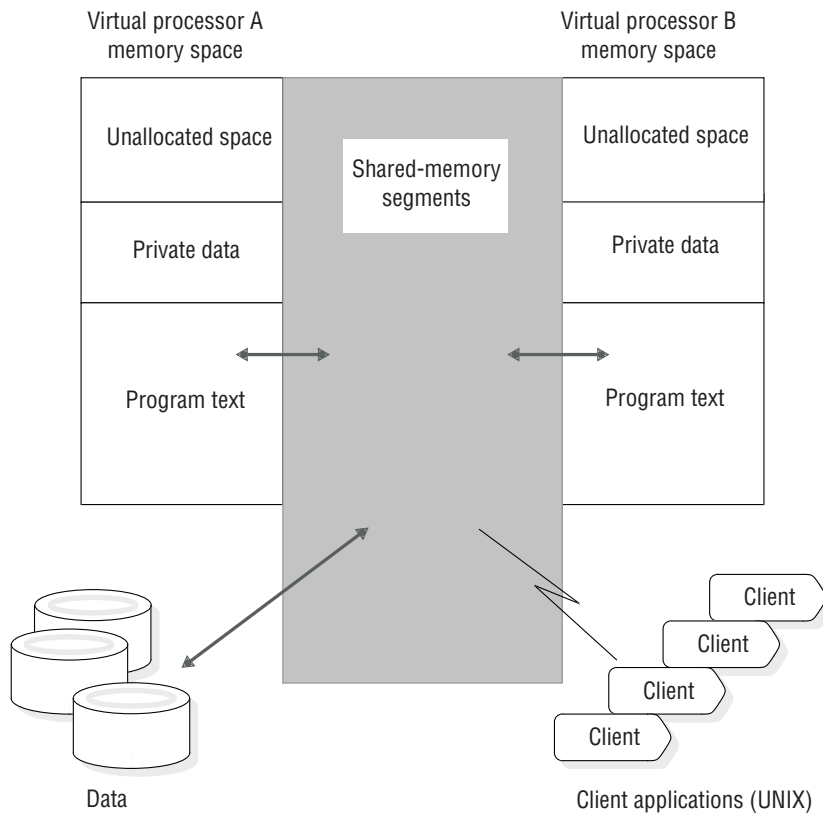 Virtual processor A
memory space
Virtual processor B
memory space
Unallocated space
Shared-memory
segments
Unallocated space
Private data
Private data
Program text
Program text
Client
Client
Client
Client
Data
Client applications (UNIX)